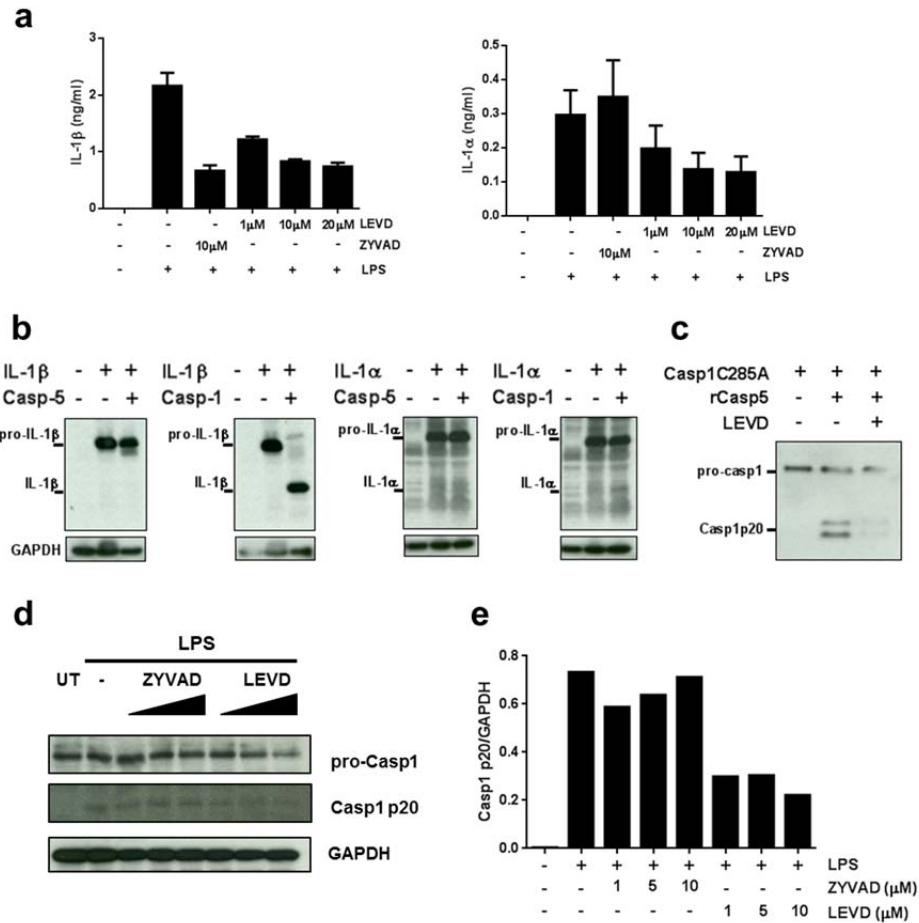 a
3
2
1
0
IL-1β (ng/ml)
- - - 1μM 10μM 20μM LEVD
- - 10μM - - - ZYVAD
- + + + + + LPS
0.5
0.4
0.3
0.2
0.1
0.0
IL-1α (ng/ml)
- - - 1μM 10μM 20μM LEVD
- - 10μM - - - ZYVAD
- + + + + + LPS
b
IL-1β - + +
Casp-5 - - +
pro-IL-1β
IL-1β
GAPDH
IL-1β - + +
Casp-1 - - +
pro-IL-1β
IL-1β
IL-1α - + +
Casp-5 - - +
pro-IL-1α
IL-1α
IL-1α - + +
Casp-1 - - +
pro-IL-1α
IL-1α
c
Casp1C285A + + +
rCasp5 - + +
LEVD - - +
pro-casp1
Casp1p20
d
LPS
UT - ZYVAD LEVD
pro-Casp1
Casp1 p20
GAPDH
e
0.8
0.6
0.4
0.2
0.0
Casp1 p20/GAPDH
- + + + + + + + LPS
- - 1 5 10 - - - ZYVAD (μM)
- - - - - 1 5 10 LEVD (μM)